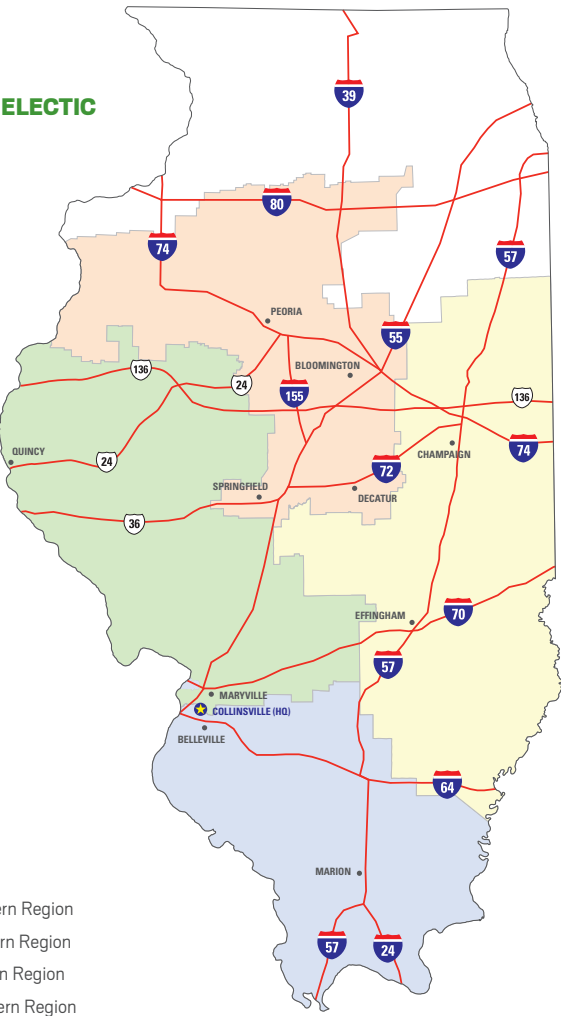 39
ELECTIC
80
74
57
PEORIA
55
BLOOMINGTON
136
24
155
136
QUINCY
24
CHAMPAIGN
74
72
SPRINGFIELD
DECATUR
36
EFFINGHAM
70
57
MARYVILLE
COLLINSVILLE (HQ)
BELLEVILLE
64
MARION
57
24
ern Region
rn Region
n Region
ern Region